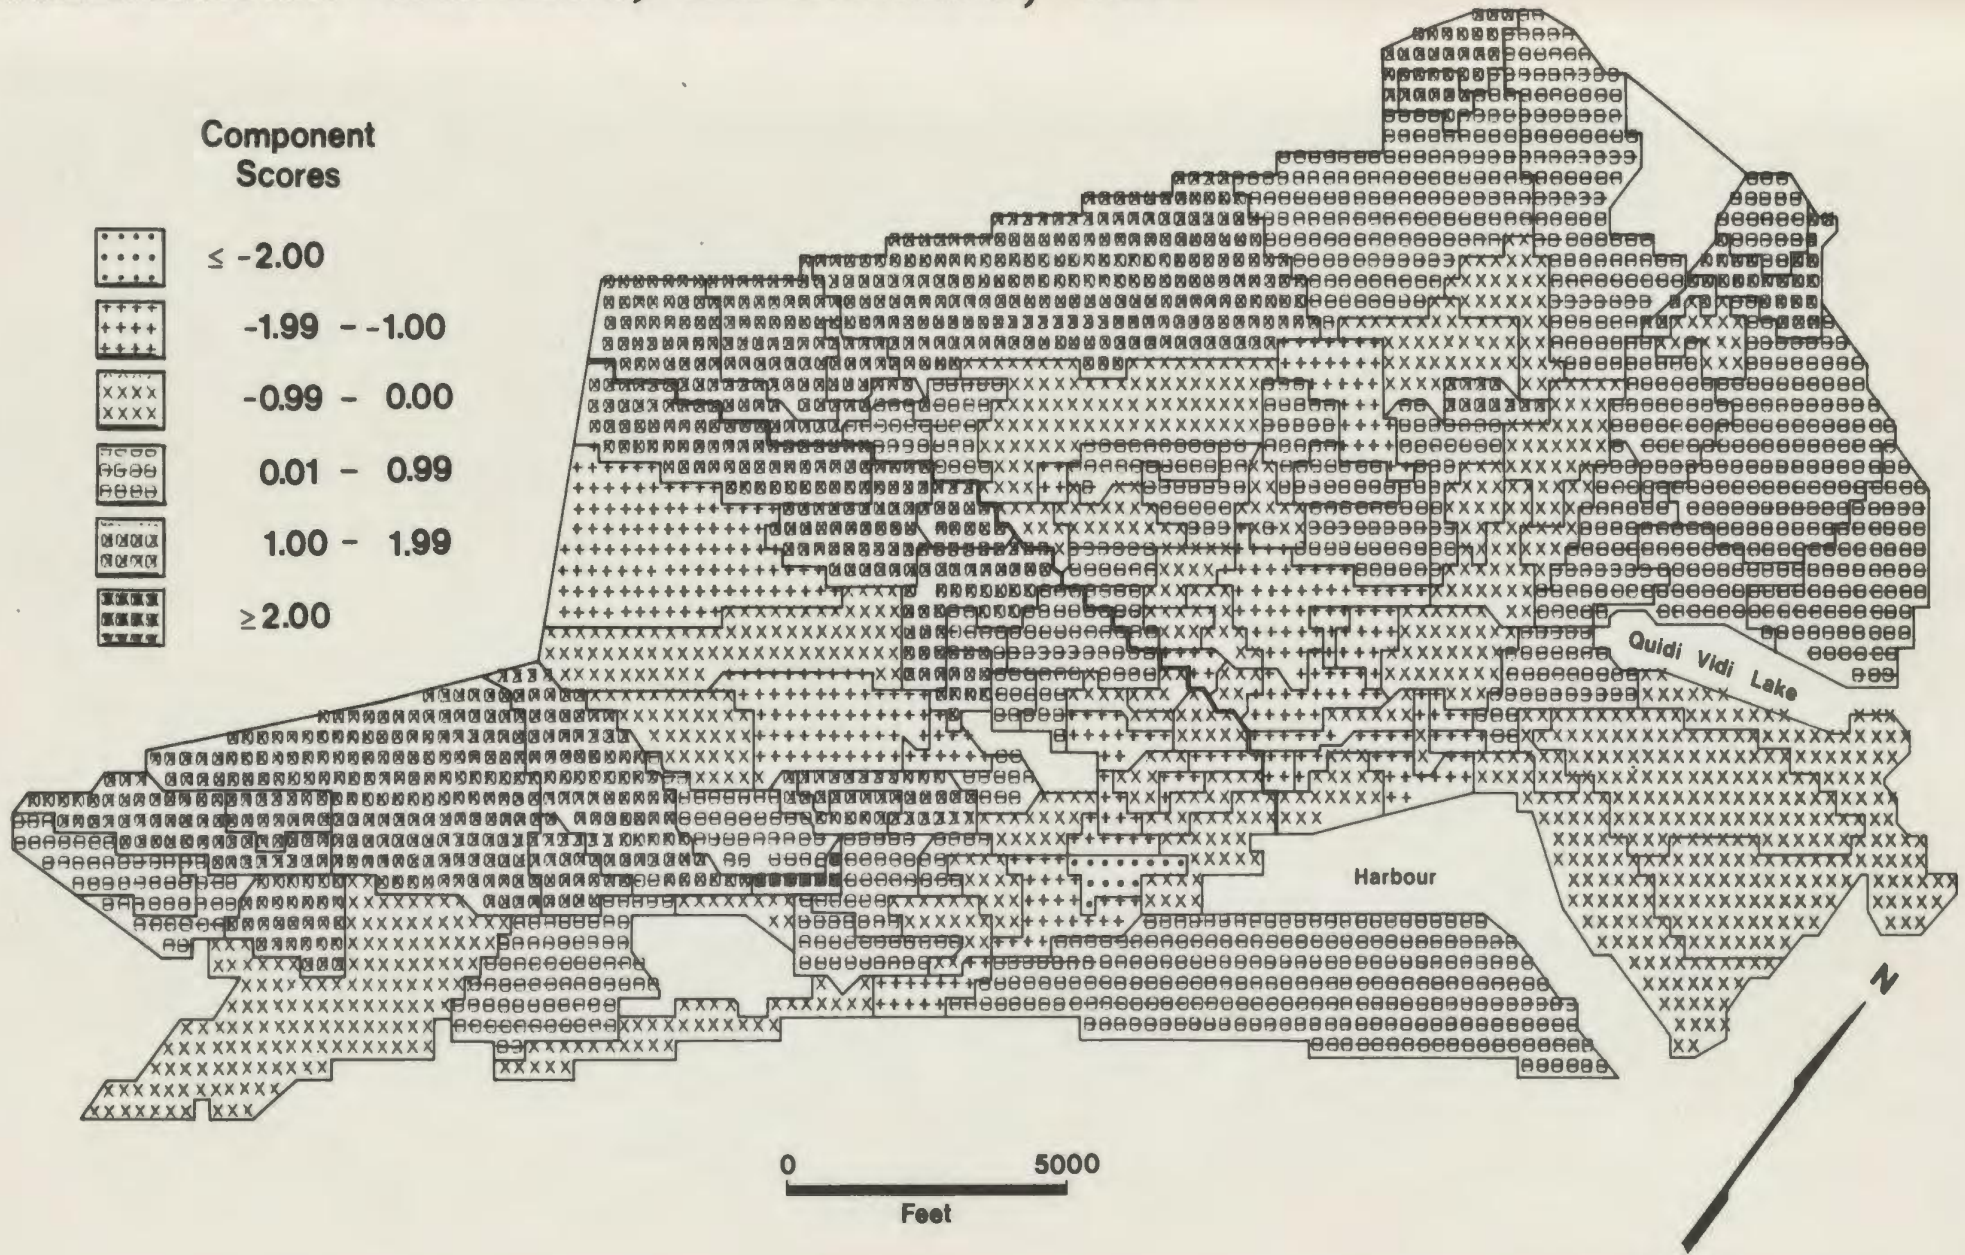 Component
Scores
≤ -2.00
-1.99 - -1.00
-0.99 - 0.00
0.01 - 0.99
1.00 - 1.99
≥ 2.00
Quidi Vidi Lake
Harbour
N
0 5000
Feet